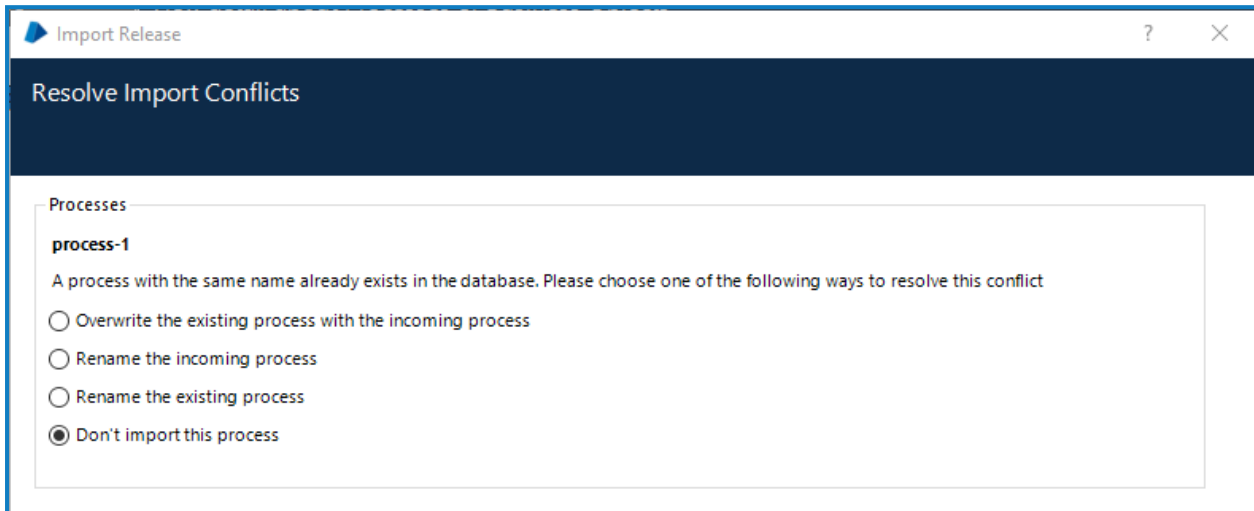 Import Release
?
Resolve Import Conflicts
Processes
process-1
A process with the same name already exists in the database. Please choose one of the following ways to resolve this conflict
Overwrite the existing process with the incoming process
Rename the incoming process
Rename the existing process
Don't import this process